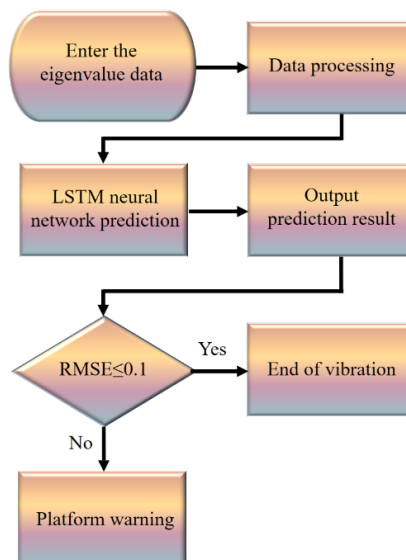 Enter the
eigenvalue data
Data processing
LSTM neural
network prediction
Output
prediction result
RMSE≤0.1
Yes
End of vibration
No
Platform warning